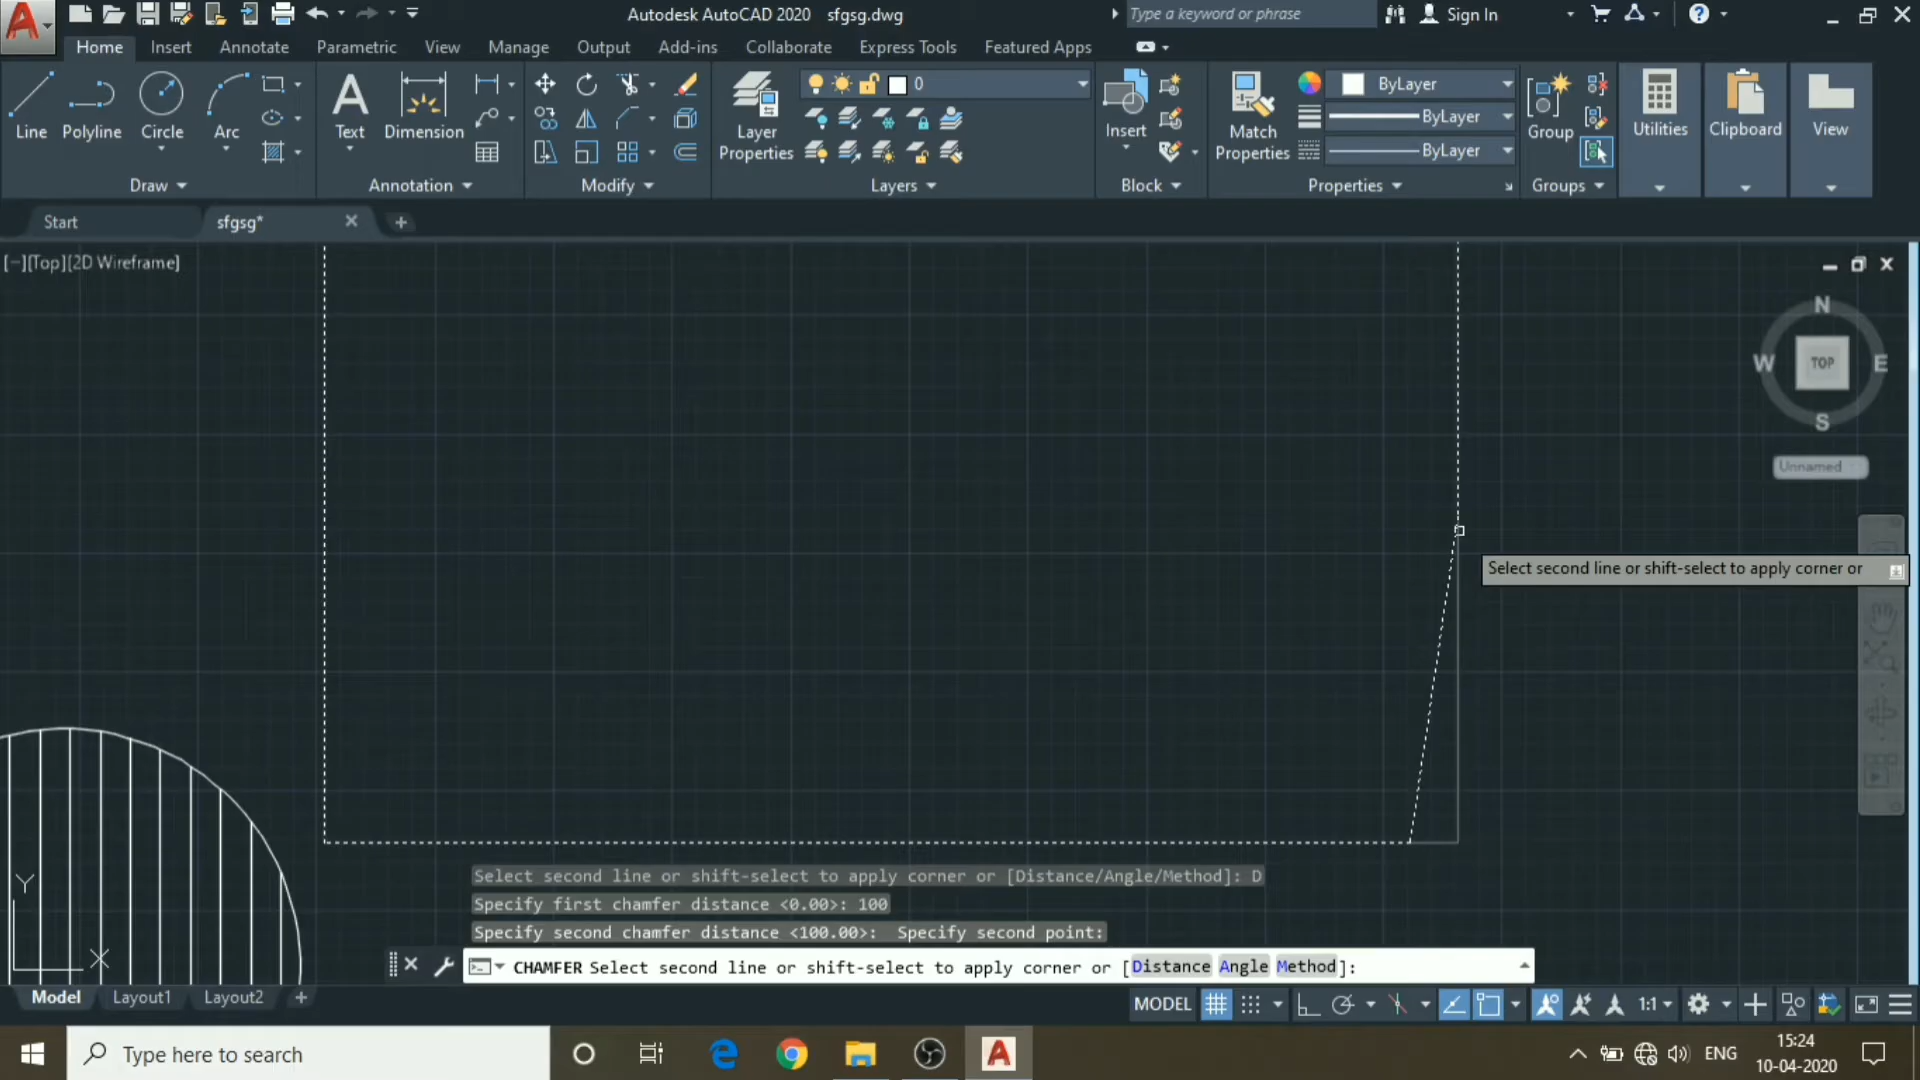 Autodesk AutoCAD 2020 sfgsg.dwg
Type a keyword or phrase
Sign In
Home Insert Annotate Parametric View Manage Output Add-ins Collaborate Express Tools Featured Apps
Line Polyline Circle Arc
Draw
Text Dimension
Annotation
Modify
Layer Properties
0
Layers
Insert
Block
Match Properties
ByLayer
ByLayer
ByLayer
Properties
Group
Groups
Utilities
Clipboard
View
Start sfgsg*
[−][Top][2D Wireframe]
N
W TOP E
S
Unnamed
Select second line or shift-select to apply corner or
Y
X
Select second line or shift-select to apply corner or [Distance/Angle/Method]: D
Specify first chamfer distance <0.00>: 100
Specify second chamfer distance <100.00>: Specify second point:
CHAMFER Select second line or shift-select to apply corner or [Distance Angle Method]:
Model Layout1 Layout2 +
MODEL 1:1
Type here to search
ENG
15:24
10-04-2020